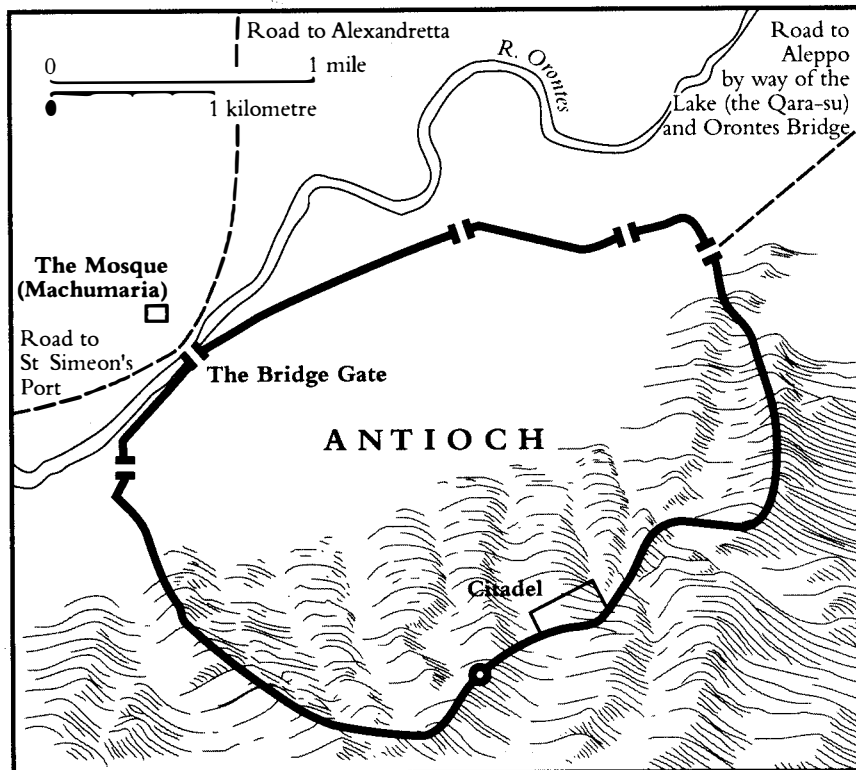 Road to Alexandretta
0 1 mile
1 kilometre
R. Orontes
Road to
Aleppo
by way of the
Lake (the Qara-su)
and Orontes Bridge
The Mosque
(Machumaria)
Road to
St Simeon's
Port
The Bridge Gate
ANTIOCH
Citadel